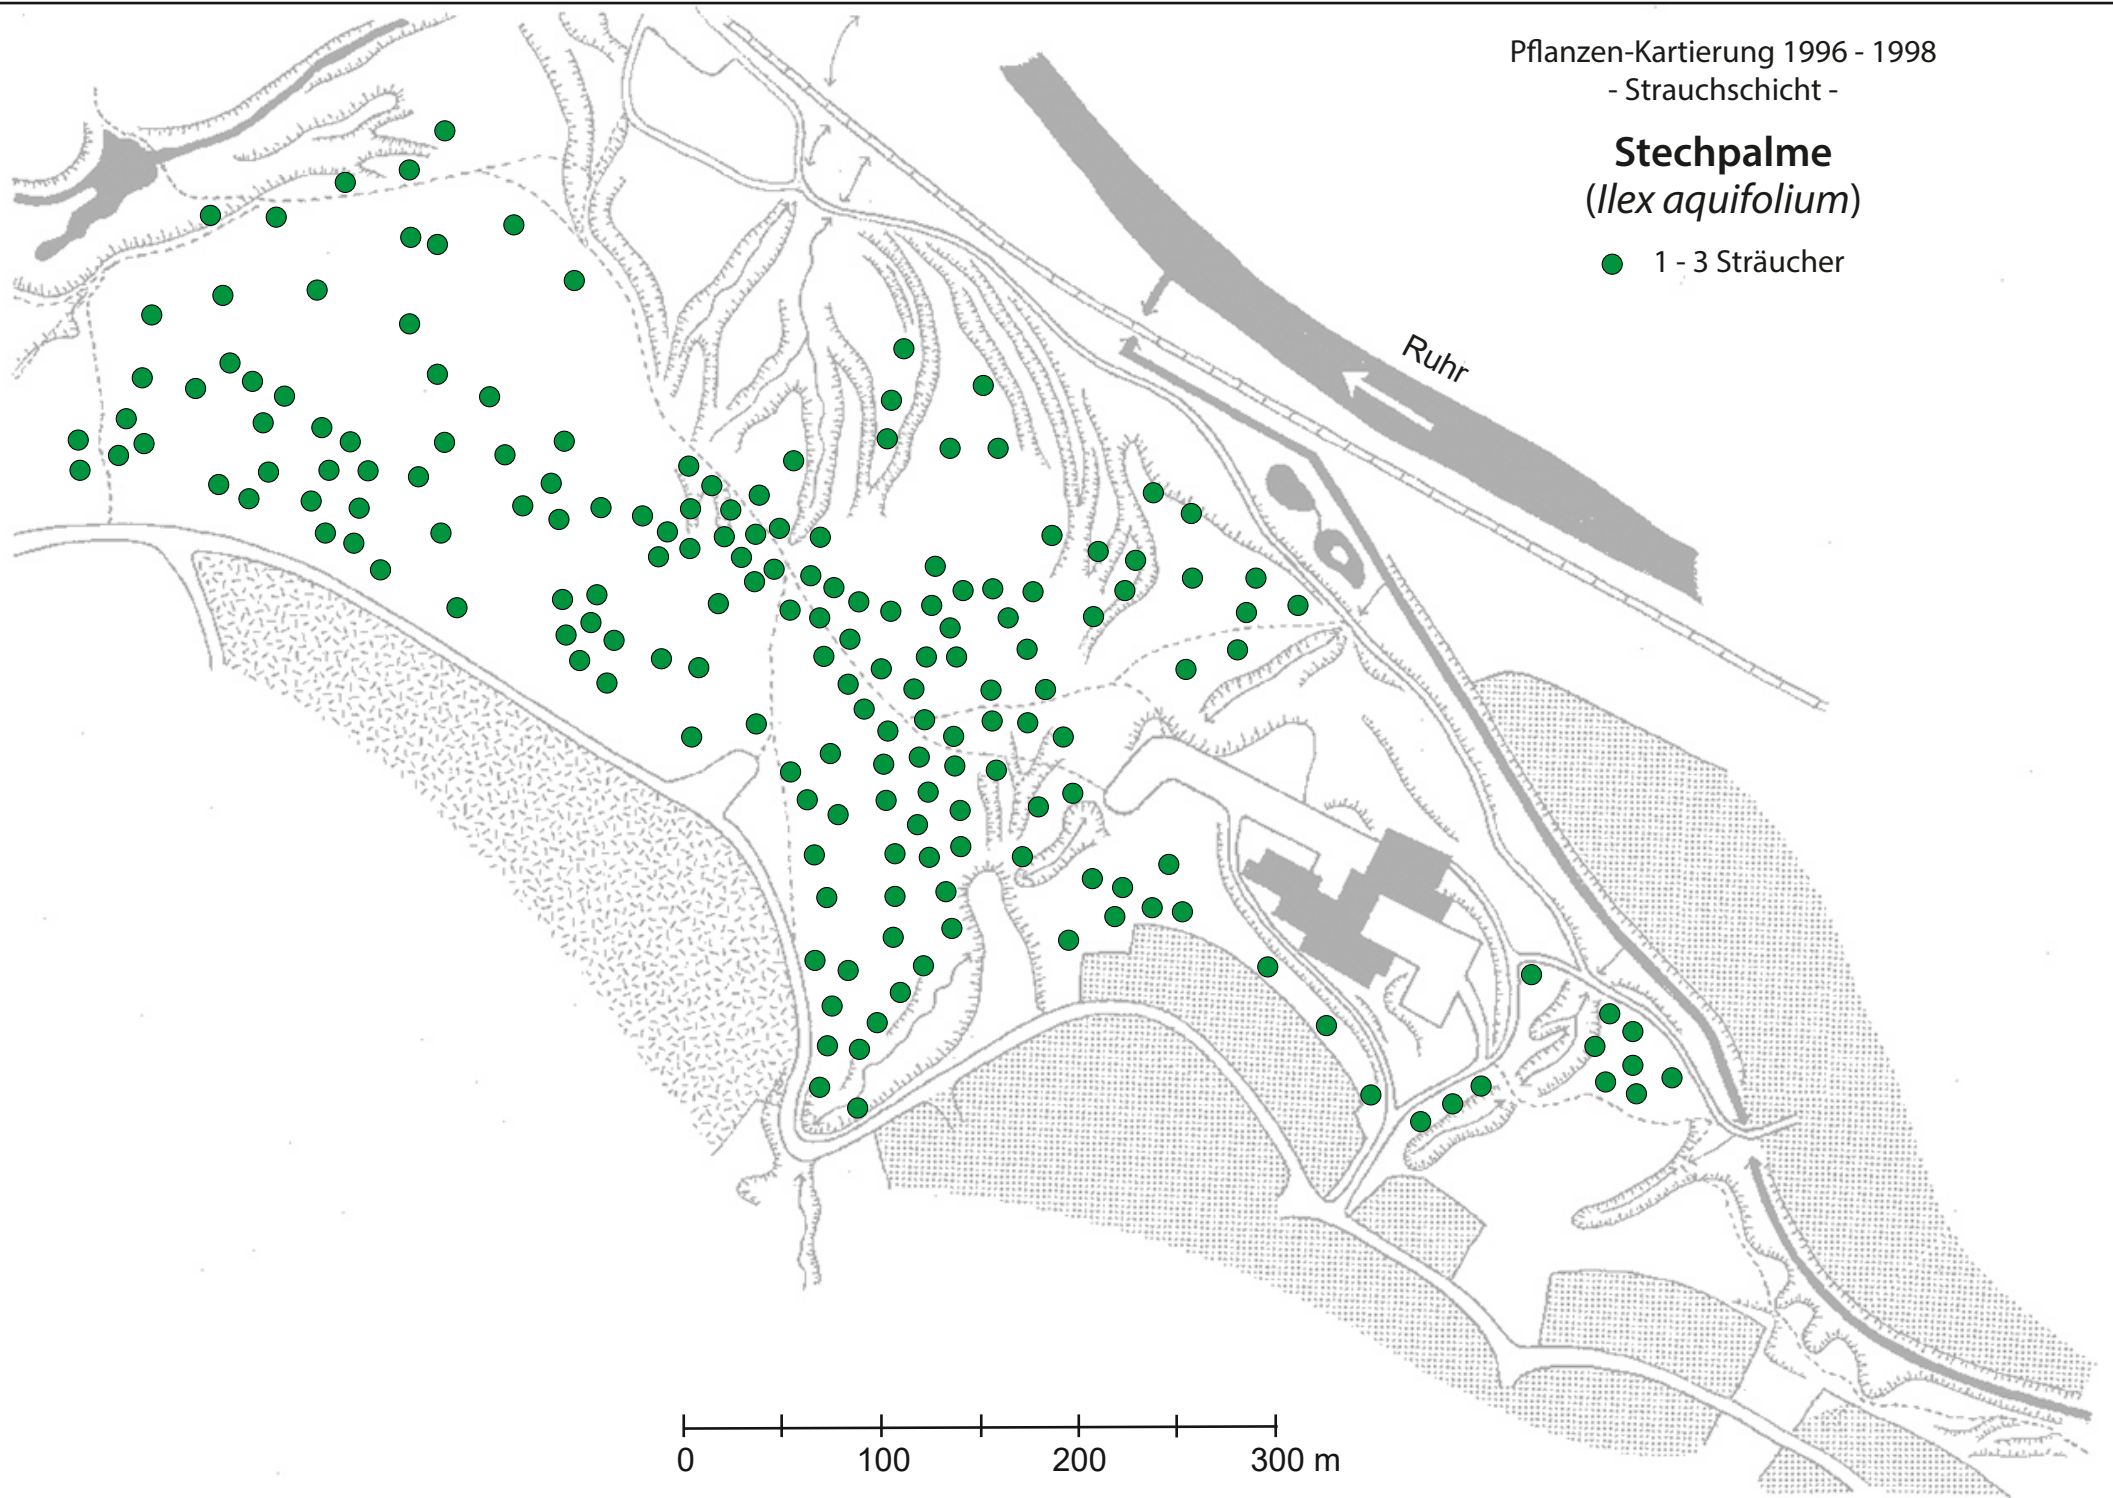 Pflanzen-Kartierung 1996 - 1998
- Strauchschicht -
Stechpalme
(Ilex aquifolium)
1 - 3 Sträucher
Ruhr
0 100 200 300 m